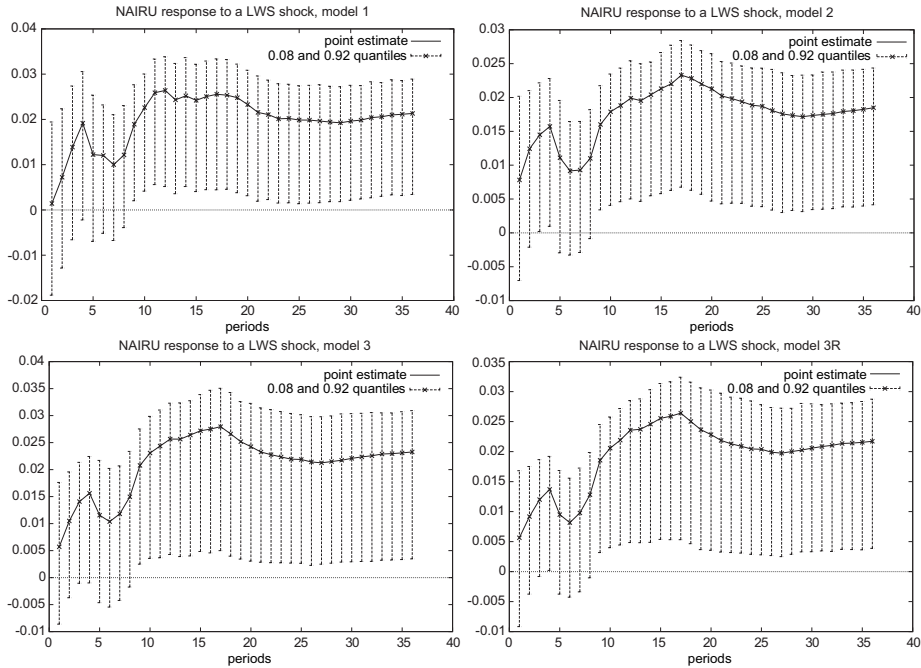 NAIRU response to a LWS shock, model 1
0.04
0.03
0.02
0.01
0
-0.01
-0.02
point estimate
0.08 and 0.92 quantiles
0 5 10 15 20 25 30 35 40
periods
NAIRU response to a LWS shock, model 2
0.03
0.025
0.02
0.015
0.01
0.005
0
-0.005
-0.01
point estimate
0.08 and 0.92 quantiles
0 5 10 15 20 25 30 35 40
periods
NAIRU response to a LWS shock, model 3
0.04
0.035
0.03
0.025
0.02
0.015
0.01
0.005
0
-0.005
-0.01
point estimate
0.08 and 0.92 quantiles
0 5 10 15 20 25 30 35 40
periods
NAIRU response to a LWS shock, model 3R
0.035
0.03
0.025
0.02
0.015
0.01
0.005
0
-0.005
-0.01
point estimate
0.08 and 0.92 quantiles
0 5 10 15 20 25 30 35 40
periods